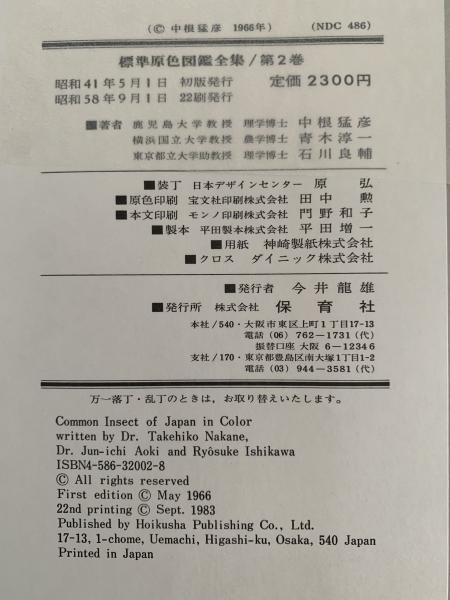 (© 中根猛彦 1966年) (NDC 486)
標準原色図鑑全集/第2巻
昭和41年5月1日 初版発行 定価 2300円
昭和58年9月1日 22刷発行
■著者 鹿児島大学教授 理学博士 中根猛彦
横浜国立大学教授 農学博士 青木淳一
東京都立大学助教授 理学博士 石川良輔
■装丁 日本デザインセンター 原 弘
■原色印刷 宝文社印刷株式会社 田中 勲
■本文印刷 モンノ印刷株式会社 門野和子
■製本 平田製本株式会社 平田増一
■用紙 神崎製紙株式会社
■クロス ダイニック株式会社
■発行者 今井龍雄
■発行所 株式会社 保育社
本社/540・大阪市東区上町1丁目17-13
電話(06) 762-1731(代)
振替口座 大阪 6-12346
支社/170・東京都豊島区南大塚1丁目1-2
電話(03) 944-3581(代)
万一落丁・乱丁のときは,お取り替えいたします。
Common Insect of Japan in Color
written by Dr. Takehiko Nakane,
Dr. Jun-ichi Aoki and Ryôsuke Ishikawa
ISBN4-586-32002-8
© All rights reserved
First edition © May 1966
22nd printing © Sept. 1983
Published by Hoikusha Publishing Co., Ltd.
17-13, 1-chome, Uemachi, Higashi-ku, Osaka, 540 Japan
Printed in Japan